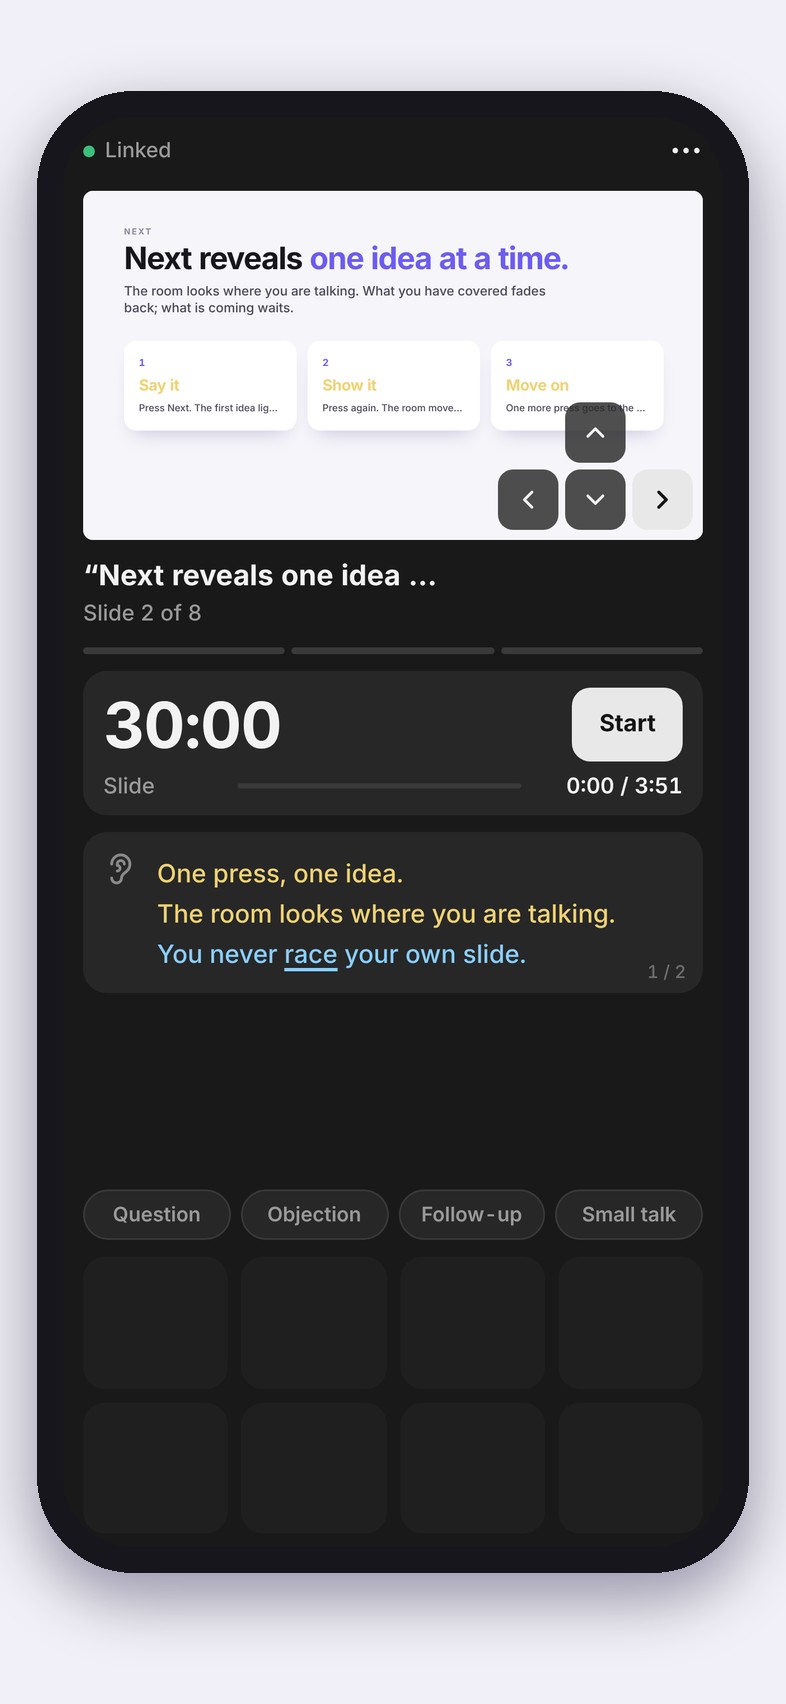 Linked
NEXT
Next reveals one idea at a time.
The room looks where you are talking. What you have covered fades
back; what is coming waits.
1
Say it
Press Next. The first idea lig...
2
Show it
Press again. The room move...
3
Move on
One more press goes to the ...
“Next reveals one idea ...
Slide 2 of 8
30:00
Start
Slide
0:00 / 3:51
One press, one idea.
The room looks where you are talking.
You never race your own slide.
1 / 2
Question
Objection
Follow-up
Small talk